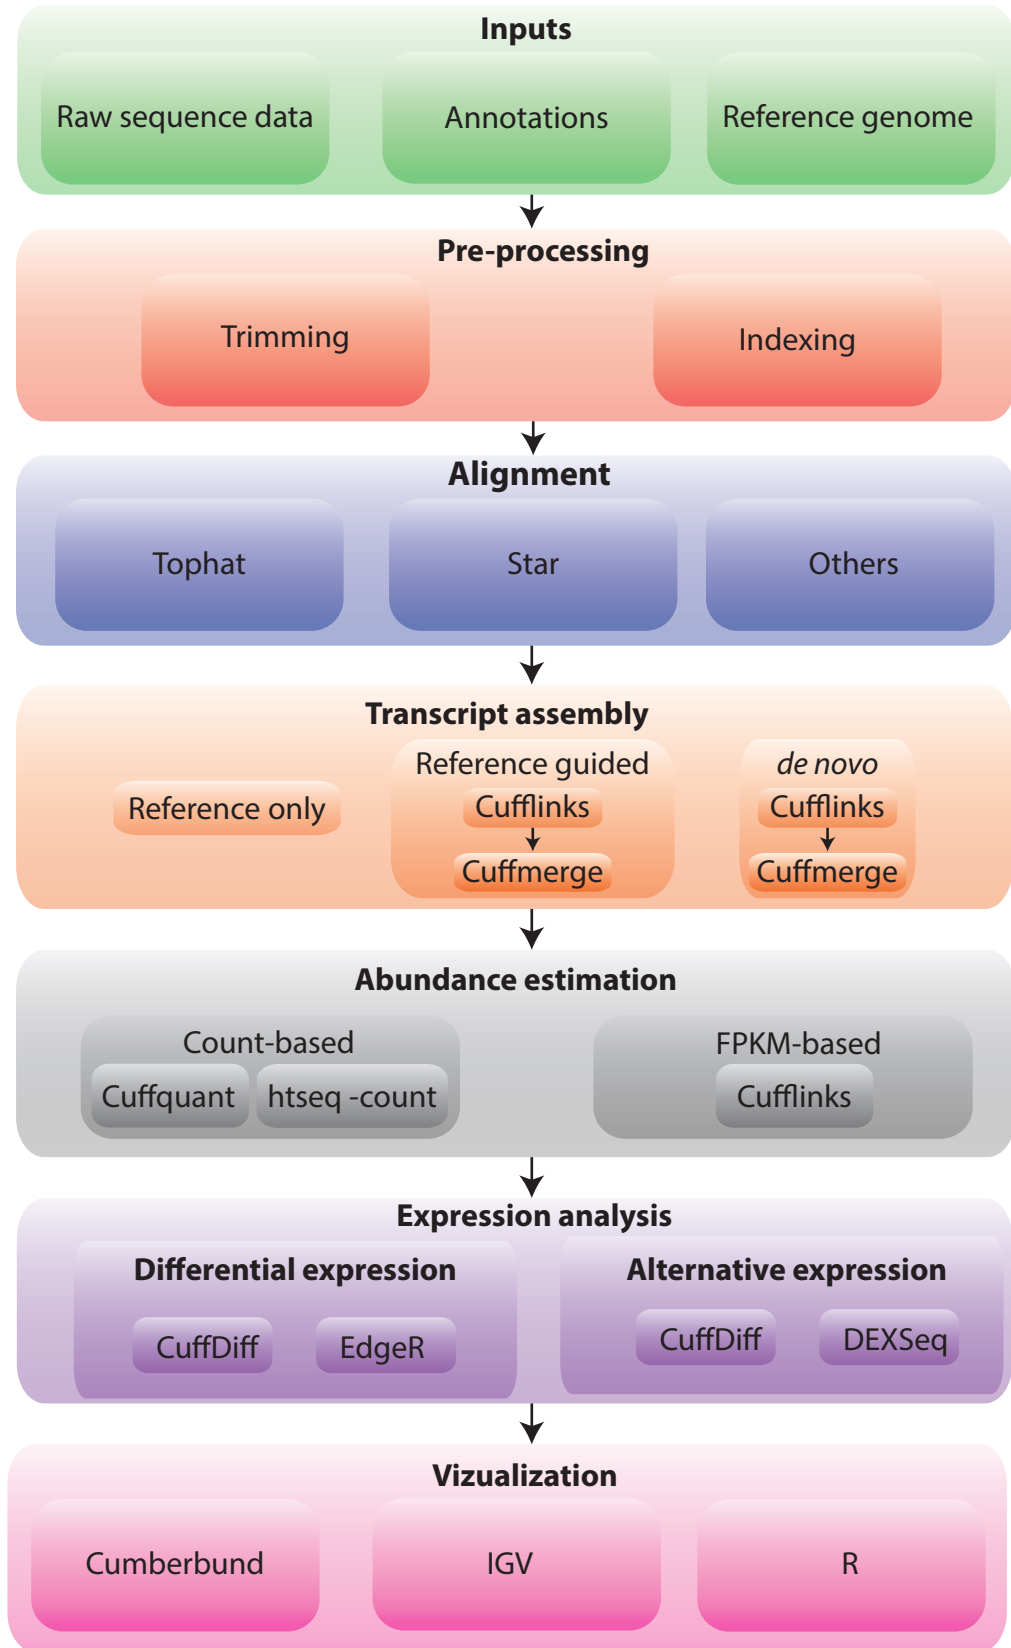 Inputs
Raw sequence data
Annotations
Reference genome
Pre-processing
Trimming
Indexing
Alignment
Tophat
Star
Others
Transcript assembly
Reference only
Reference guided
Cufflinks
Cuffmerge
de novo
Cufflinks
Cuffmerge
Abundance estimation
Count-based
Cuffquant
htseq -count
FPKM-based
Cufflinks
Expression analysis
Differential expression
CuffDiff
EdgeR
Alternative expression
CuffDiff
DEXSeq
Vizualization
Cumberbund
IGV
R